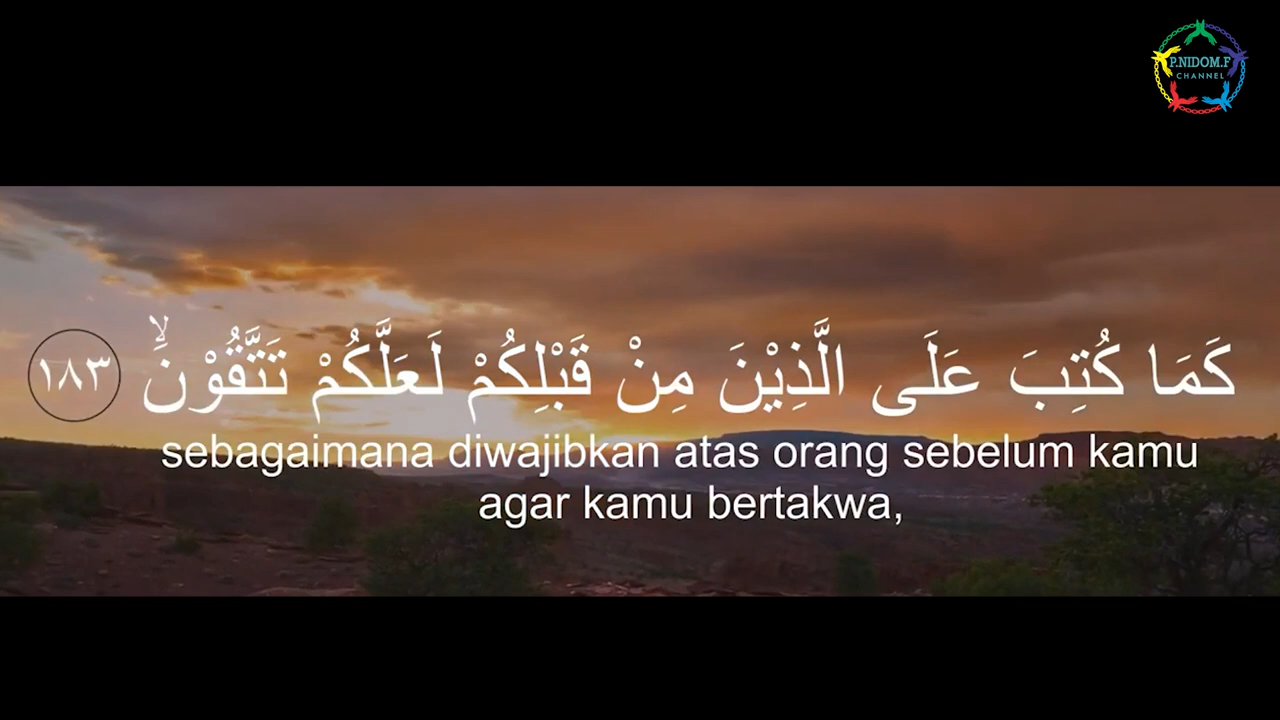 P.NIDOM.F
CHANNEL
كَمَا كُتِبَ عَلَى الَّذِيْنَ مِنْ قَبْلِكُمْ لَعَلَّكُمْ تَتَّقُوْنَۙ ١٨٣
sebagaimana diwajibkan atas orang sebelum kamu
agar kamu bertakwa,